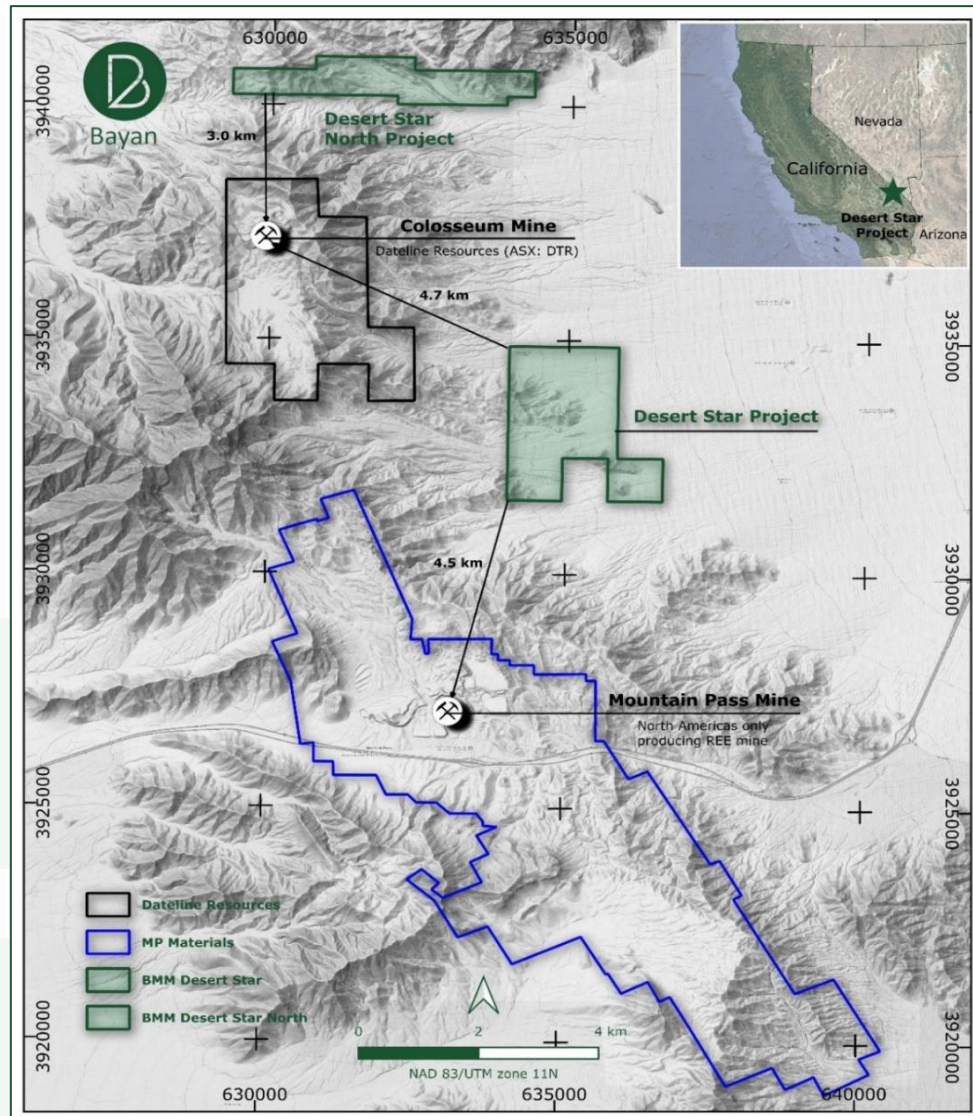 630000
635000
3940000
Bayan
3.0 km
Desert Star
North Project
Nevada
California
Desert Star
Project
Arizona
Colosseum Mine
Dateline Resources (ASX: DTR)
4.7 km
3935000
3935000
Desert Star Project
4.5 km
3930000
3930000
Mountain Pass Mine
North Americas only
producing REE mine
3925000
3925000
Dateline Resources
MP Materials
BMM Desert Star
BMM Desert Star North
0
2
4 km
NAD 83/UTM zone 11N
3920000
3920000
630000
635000
640000